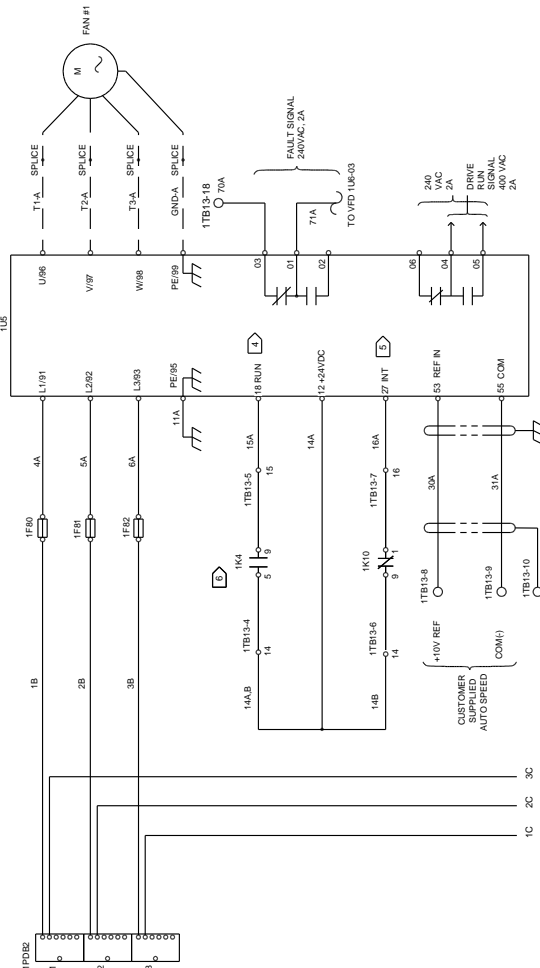 FAN #1
M
SPLICE
SPLICE
SPLICE
SPLICE
T1-A
T2-A
T3-A
GND-A
1TB13-18
70A
FAULT SIGNAL
240VAC, 2A
71A
TO VFD 1U6-03
240
VAC
2A
DRIVE
RUN
SIGNAL
400 VAC
2A
1U5
U/96
V/97
W/98
PE/99
03
01
02
06
04
05
L1/91
L2/92
L3/93
PE/95
18 RUN
12 +24VDC
27 INT
53 REF IN
55 COM
4
5
11A
4A
5A
6A
15A
14A
16A
30A
31A
1F80
1F81
1F82
1TB13-5
15
1TB13-7
16
6
1K4
9
5
1K10
1
9
1TB13-8
1TB13-9
1TB13-10
1TB13-4
14
1TB13-6
14
+10V REF
COM(-)
CUSTOMER
SUPPLIED
AUTO SPEED
1B
2B
3B
14A,B
14B
3C
2C
1C
1PDB2
1
2
3